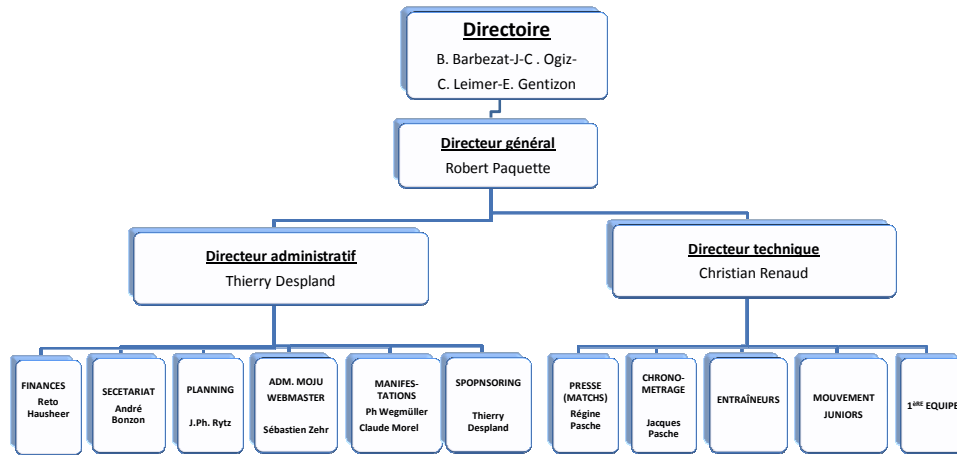 Directoire
B. Barbezat-J-C . Ogiz-
C. Leimer-E. Gentizon
Directeur général
Robert Paquette
Directeur administratif
Thierry Despland
Directeur technique
Christian Renaud
FINANCES
Reto
Hausheer
SECETARIAT
André
Bonzon
PLANNING
J.Ph. Rytz
ADM. MOJU
WEBMASTER
Sébastien Zehr
MANIFES-
TATIONS
Ph Wegmüller
Claude Morel
SPOPNSORING
Thierry
Despland
PRESSE
(MATCHS)
Régine
Pasche
CHRONO-
METRAGE
Jacques
Pasche
ENTRAÎNEURS
MOUVEMENT
JUNIORS
1ère EQUIPE